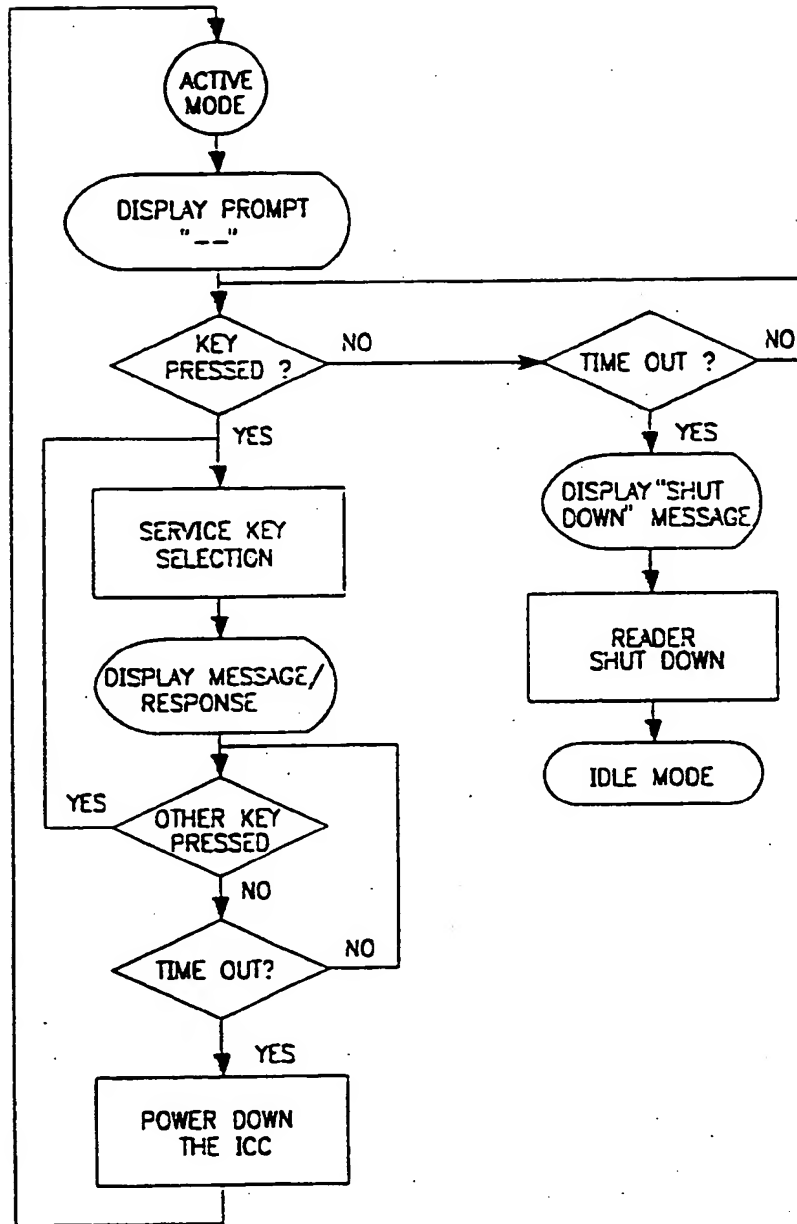 ACTIVE
MODE
DISPLAY PROMPT
"--"
KEY
PRESSED ?
NO
TIME OUT ?
NO
YES
YES
SERVICE KEY
SELECTION
DISPLAY "SHUT
DOWN" MESSAGE
READER
SHUT DOWN
DISPLAY MESSAGE/
RESPONSE
IDLE MODE
YES
OTHER KEY
PRESSED
NO
TIME OUT?
NO
YES
POWER DOWN
THE ICC